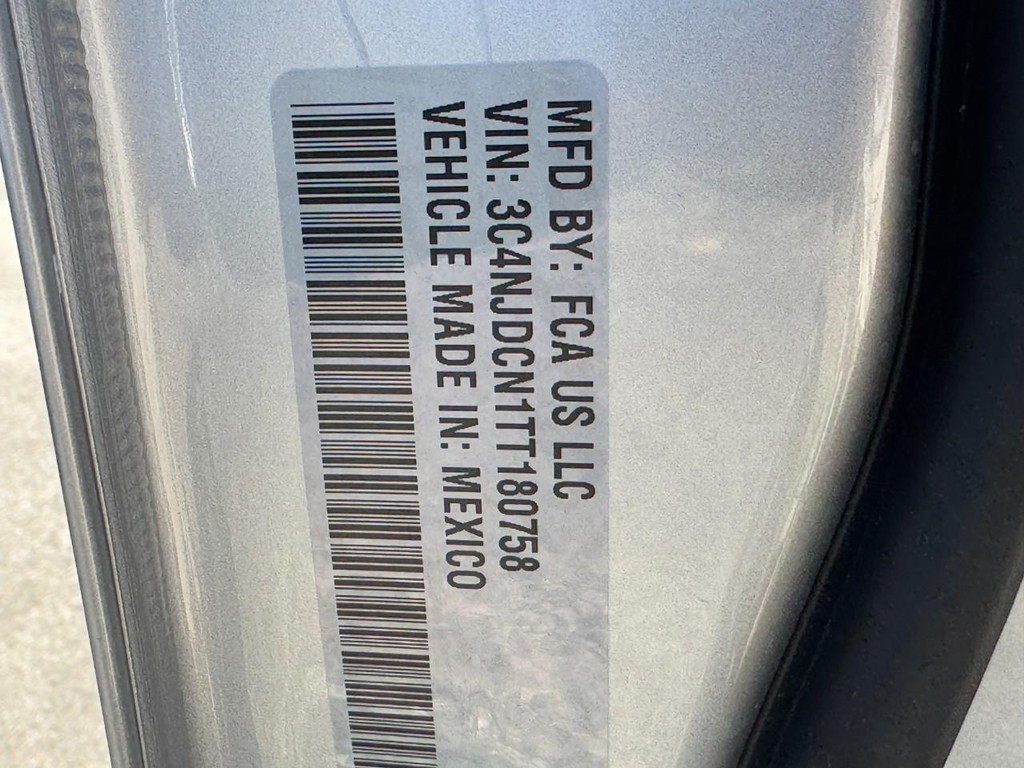 MFD BY: FCA US LLC
VIN: 3C4NJDCN1TT180758
VEHICLE MADE IN: MEXICO